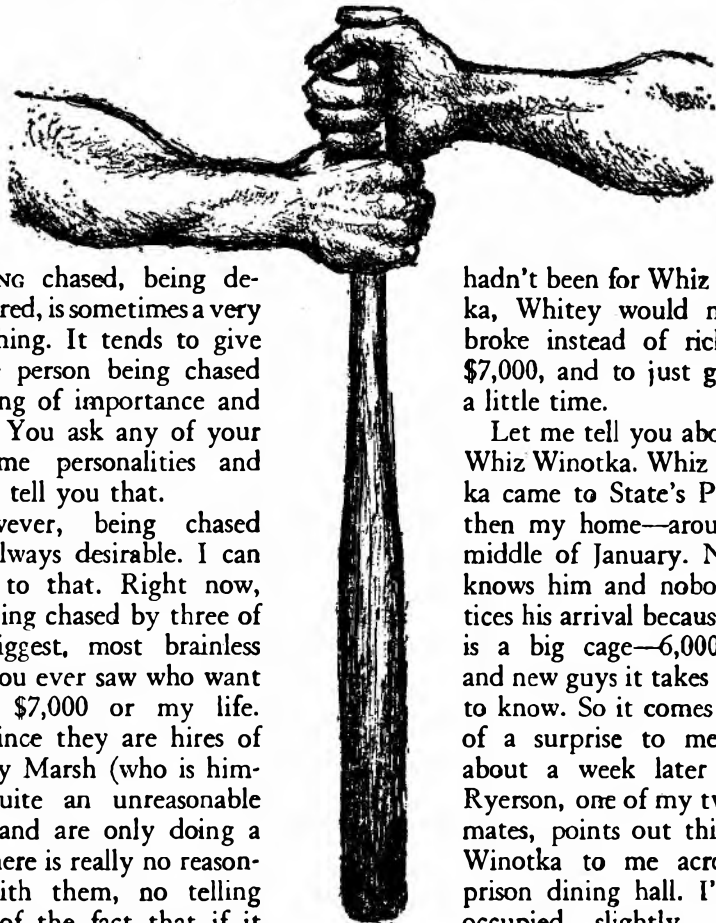 NG chased, being de-
red, is sometimes a very
ning. It tends to give
person being chased
ng of importance and
You ask any of your
me personalities and
tell you that.
vever, being chased
lways desirable. I can
to that. Right now,
ing chased by three of
iggest, most brainless
ou ever saw who want
$7,000 or my life.
ince they are hires of
y Marsh (who is him-
uite an unreasonable
and are only doing a
here is really no reason-
ith them, no telling
of the fact that if it
hadn't been for Whiz
ka, Whitey would n
broke instead of ric
$7,000, and to just g
a little time.
Let me tell you abo
Whiz Winotka. Whiz
ka came to State's P
then my home—arou
middle of January. N
knows him and nobo
tices his arrival becaus
is a big cage—6,000
and new guys it takes
to know. So it comes
of a surprise to me
about a week later
Ryerson, one of my tw
mates, points out thi
Winotka to me acro
prison dining hall. I'
occupied, slightly